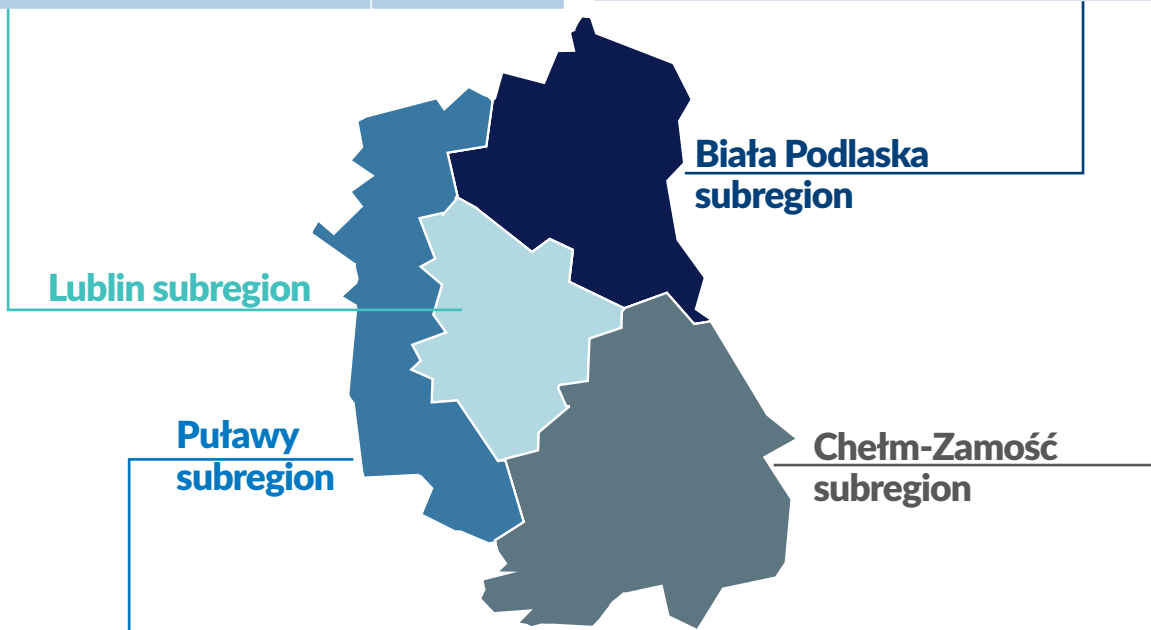 Biała Podlaska
subregion
Lublin subregion
Puławy
subregion
Chełm-Zamość
subregion